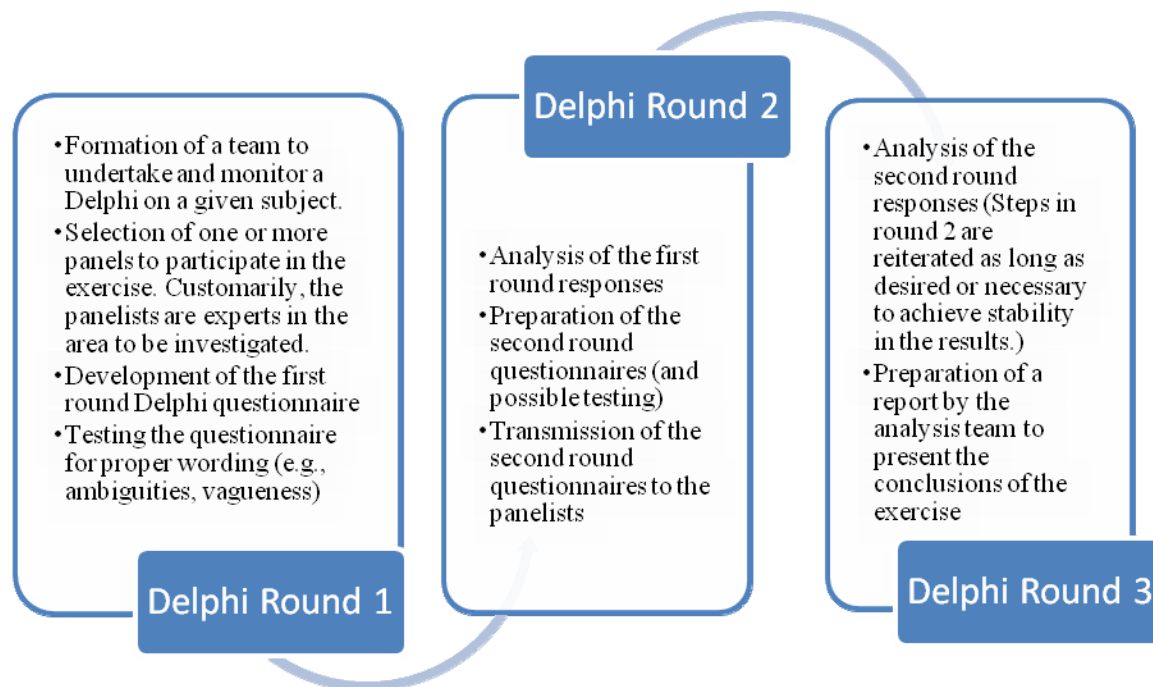 •Formation of a team to
undertake and monitor a
Delphi on a given subject.
•Selection of one or more
panels to participate in the
exercise. Customarily, the
panelists are experts in the
area to be investigated.
•Development of the first
round Delphi questionnaire
•Testing the questionnaire
for proper wording (e.g.,
ambiguities, vagueness)
Delphi Round 1
Delphi Round 2
•Analysis of the first
round responses
•Preparation of the
second round
questionnaires (and
possible testing)
•Transmission of the
second round
questionnaires to the
panelists
•Analysis of the
second round
responses (Steps in
round 2 are
reiterated as long as
desired or necessary
to achieve stability
in the results.)
•Preparation of a
report by the
analysis team to
present the
conclusions of the
exercise
Delphi Round 3